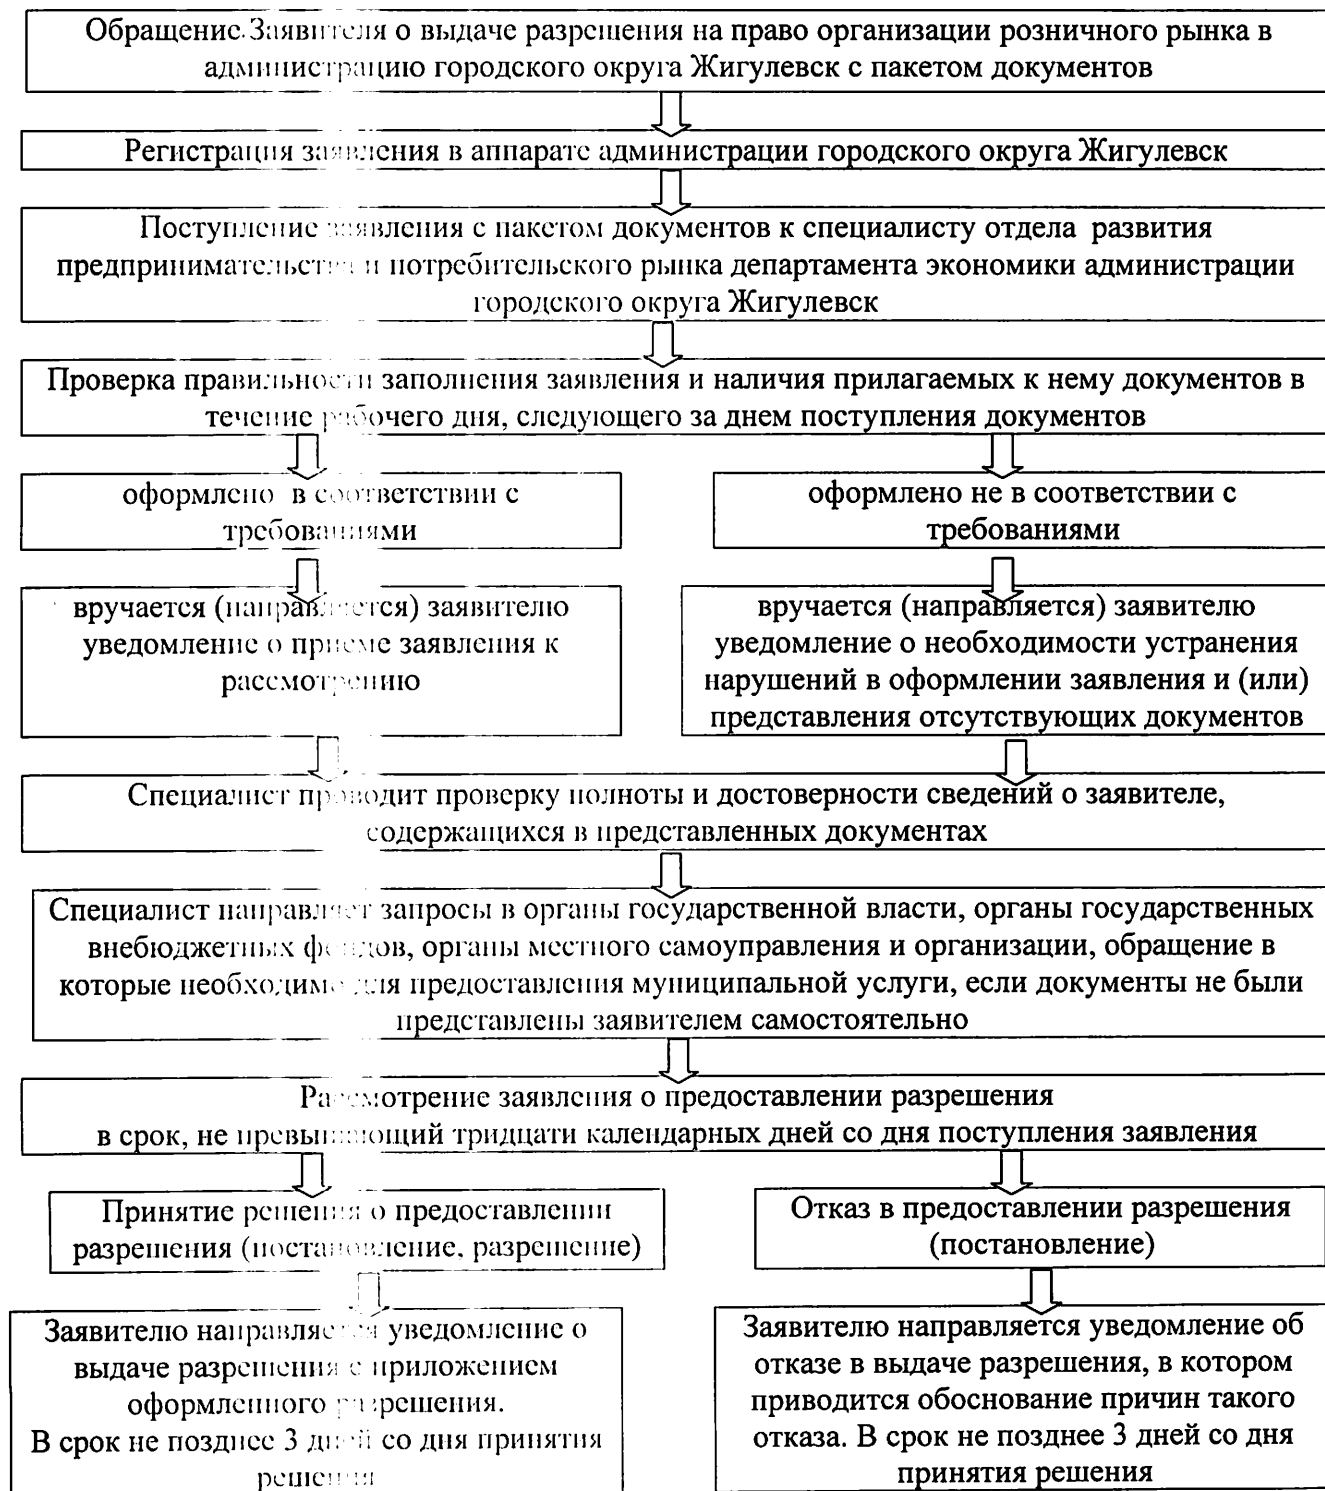 Обращение Заявителя о выдаче разрешения на право организации розничного рынка в
администрацию городского округа Жигулевск с пакетом документов
Регистрация заявления в аппарате администрации городского округа Жигулевск
Поступление заявления с пакетом документов к специалисту отдела развития
предпринимательства и потребительского рынка департамента экономики администрации
городского округа Жигулевск
Проверка правильности заполнения заявления и наличия прилагаемых к нему документов в
течение рабочего дня, следующего за днем поступления документов
оформлено в соответствии с
требованиями
оформлено не в соответствии с
требованиями
вручается (направляется) заявителю
уведомление о приеме заявления к
рассмотрению
вручается (направляется) заявителю
уведомление о необходимости устранения
нарушений в оформлении заявления и (или)
представления отсутствующих документов
Специалист проводит проверку полноты и достоверности сведений о заявителе,
содержащихся в представленных документах
Специалист направляет запросы в органы государственной власти, органы государственных
внебюджетных фондов, органы местного самоуправления и организации, обращение в
которые необходимо для предоставления муниципальной услуги, если документы не были
представлены заявителем самостоятельно
Рассмотрение заявления о предоставлении разрешения
в срок, не превышающий тридцати календарных дней со дня поступления заявления
Принятие решения о предоставлении
разрешения (постановление, разрешение)
Отказ в предоставлении разрешения
(постановление)
Заявителю направляется уведомление о
выдаче разрешения с приложением
оформленного разрешения.
В срок не позднее 3 дней со дня принятия
решения
Заявителю направляется уведомление об
отказе в выдаче разрешения, в котором
приводится обоснование причин такого
отказа. В срок не позднее 3 дней со дня
принятия решения